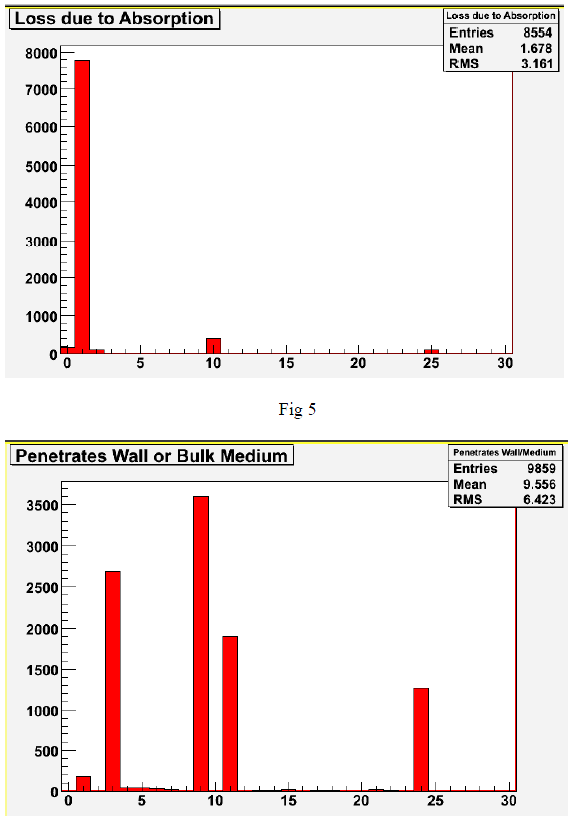 Loss due to Absorption
Loss due to Absorption
Entries 8554
Mean 1.678
RMS 3.161
8000
7000
6000
5000
4000
3000
2000
1000
0
0 5 10 15 20 25 30
Fig 5
Penetrates Wall or Bulk Medium
Penetrates Wall/Medium
Entries 9859
Mean 9.556
RMS 6.423
3500
3000
2500
2000
1500
1000
500
0
0 5 10 15 20 25 30